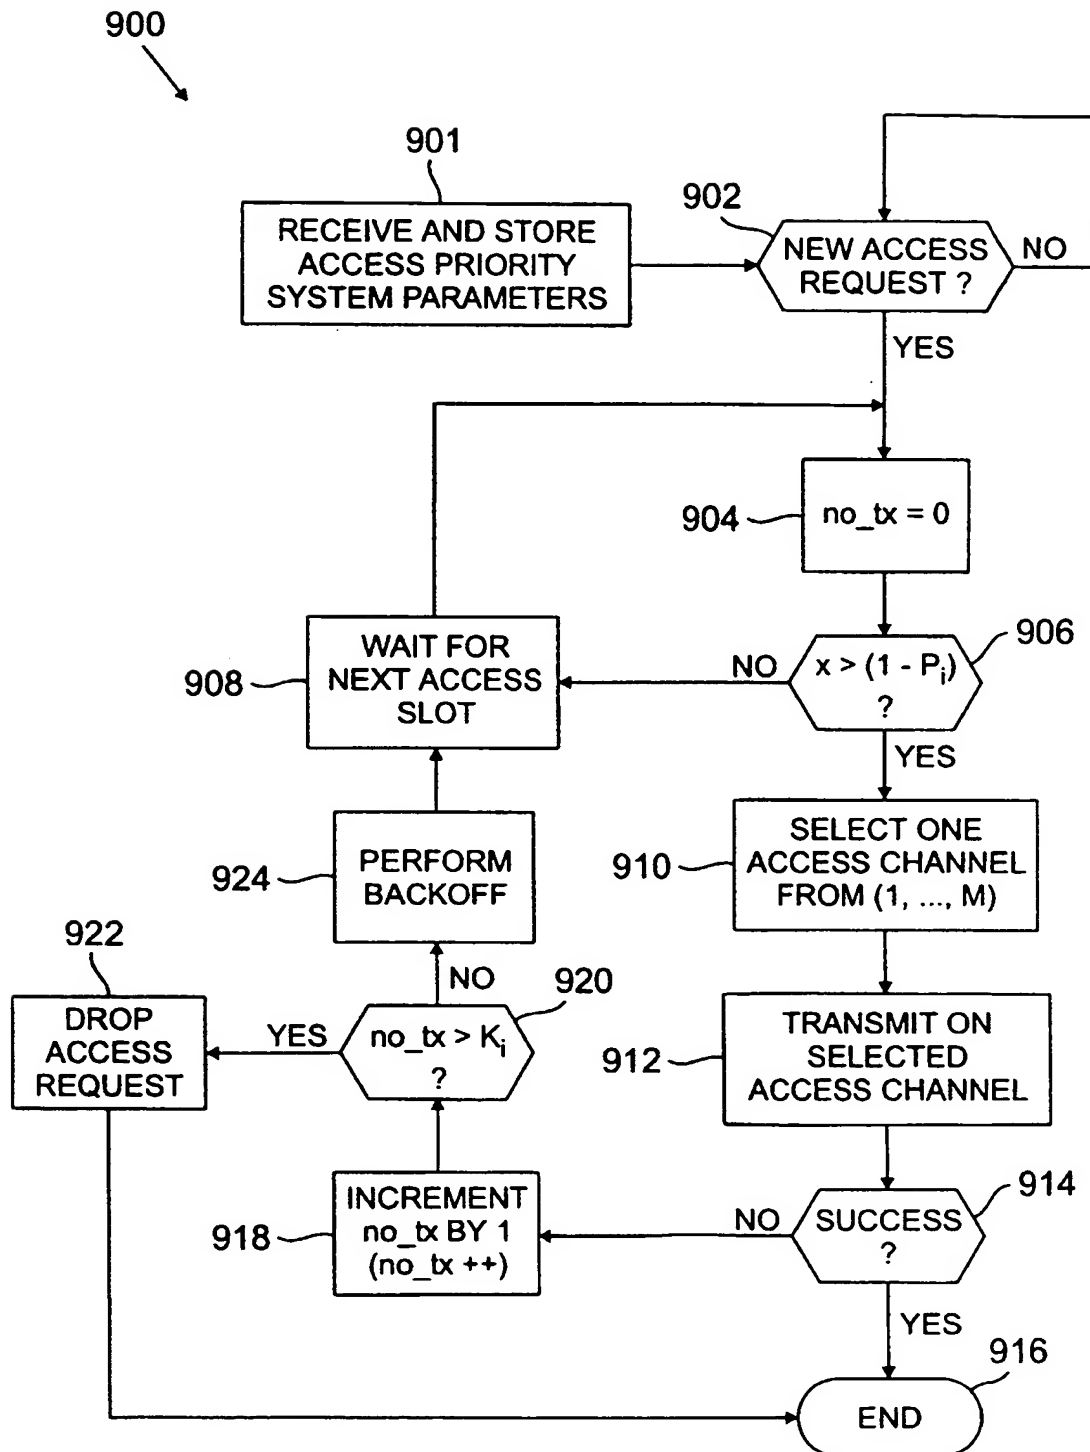 900
901
RECEIVE AND STORE
ACCESS PRIORITY
SYSTEM PARAMETERS
902
NEW ACCESS
REQUEST ?
NO
YES
904
no_tx = 0
906
x > (1 - Pi)
?
NO
YES
908
WAIT FOR
NEXT ACCESS
SLOT
910
SELECT ONE
ACCESS CHANNEL
FROM (1, ..., M)
924
PERFORM
BACKOFF
NO
922
DROP
ACCESS
REQUEST
YES
920
no_tx > Ki
?
912
TRANSMIT ON
SELECTED
ACCESS CHANNEL
918
INCREMENT
no_tx BY 1
(no_tx ++)
NO
914
SUCCESS
?
YES
916
END